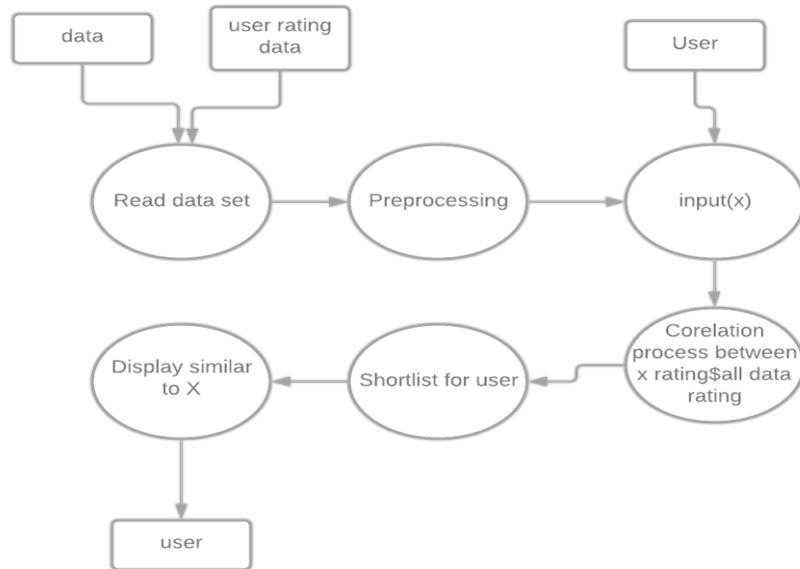 data
user rating
data
User
Read data set
Preprocessing
input(x)
Display similar
to X
Shortlist for user
Corelation
process between
x rating$all data
rating
user